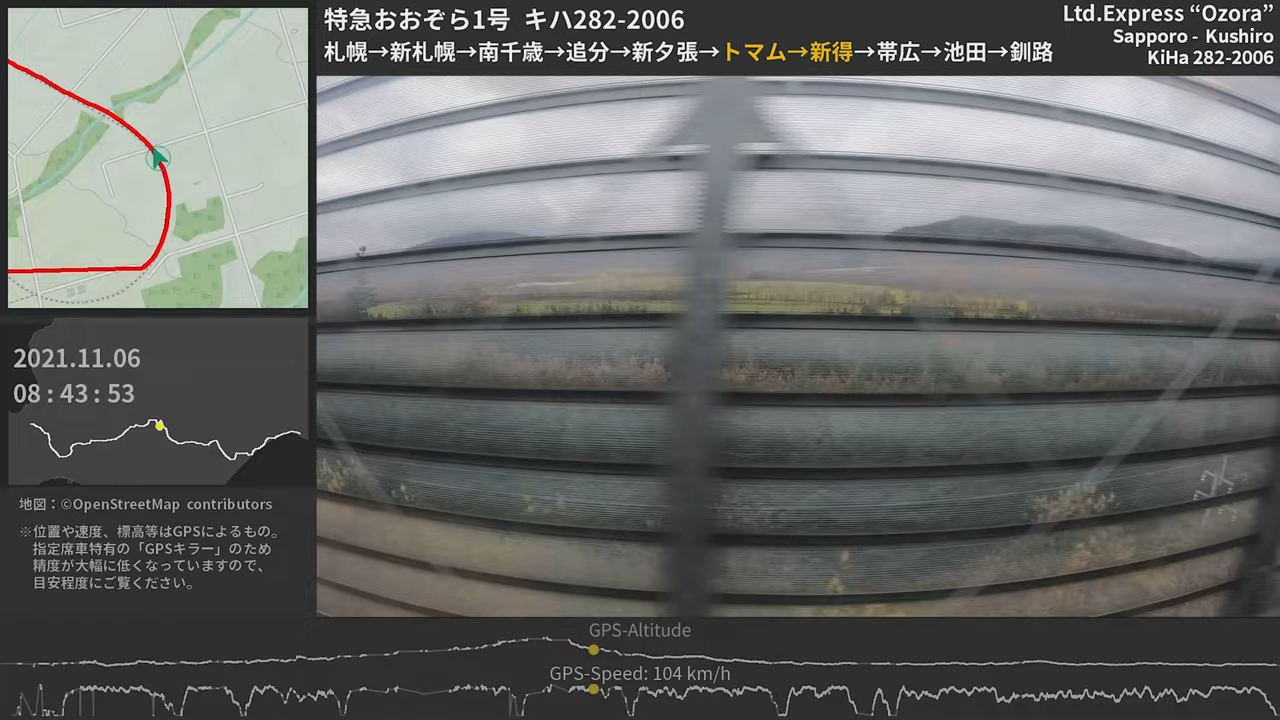 特急おおぞら1号 キハ282-2006
札幌→新札幌→南千歳→追分→新夕張→トマム→新得→帯広→池田→釧路
Ltd.Express “Ozora”
Sapporo - Kushiro
KiHa 282-2006
2021.11.06
08:43:53
地図：©OpenStreetMap contributors
※位置や速度、標高等はGPSによるもの。
指定席車特有の「GPSキラー」のため
精度が大幅に低くなっていますので、
目安程度にご覧ください。
GPS-Altitude
GPS-Speed: 104 km/h